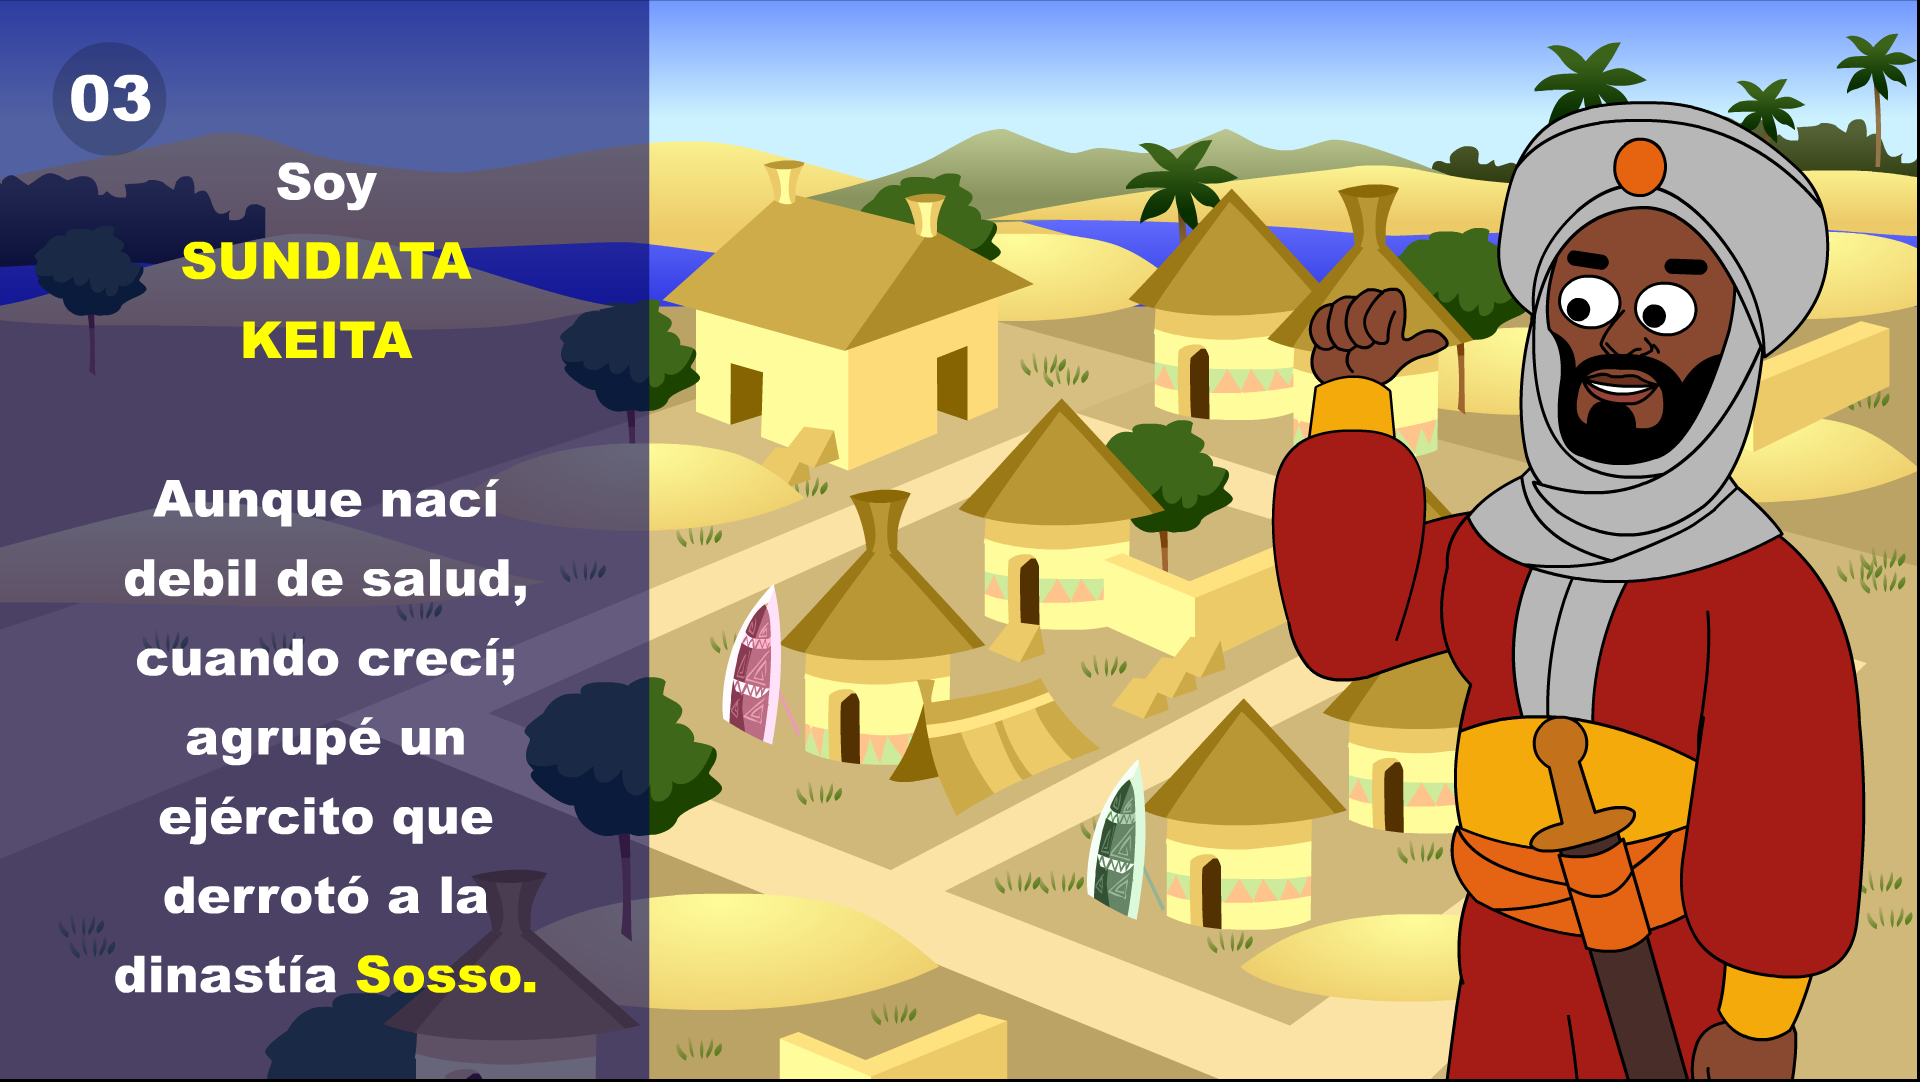 03
Soy
SUNDIATA
KEITA
Aunque nací
debil de salud,
cuando crecí;
agrupé un
ejército que
derrotó a la
dinastía Sosso.